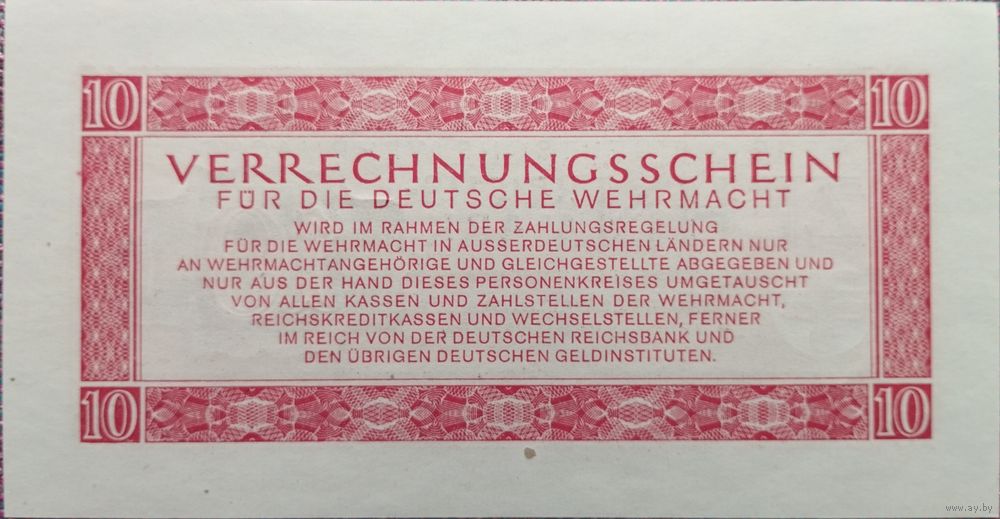 10 10
VERRECHNUNGSSCHEIN
FÜR DIE DEUTSCHE WEHRMACHT
WIRD IM RAHMEN DER ZAHLUNGSREGELUNG
FÜR DIE WEHRMACHT IN AUSSERDEUTSCHEN LÄNDERN NUR
AN WEHRMACHTANGEHÖRIGE UND GLEICHGESTELLTE ABGEGEBEN UND
NUR AUS DER HAND DIESES PERSONENKREISES UMGETAUSCHT
VON ALLEN KASSEN UND ZAHLSTELLEN DER WEHRMACHT,
REICHSKREDITKASSEN UND WECHSELSTELLEN, FERNER
IM REICH VON DER DEUTSCHEN REICHSBANK UND
DEN ÜBRIGEN DEUTSCHEN GELDINSTITUTEN.
10 10
www.ay.by